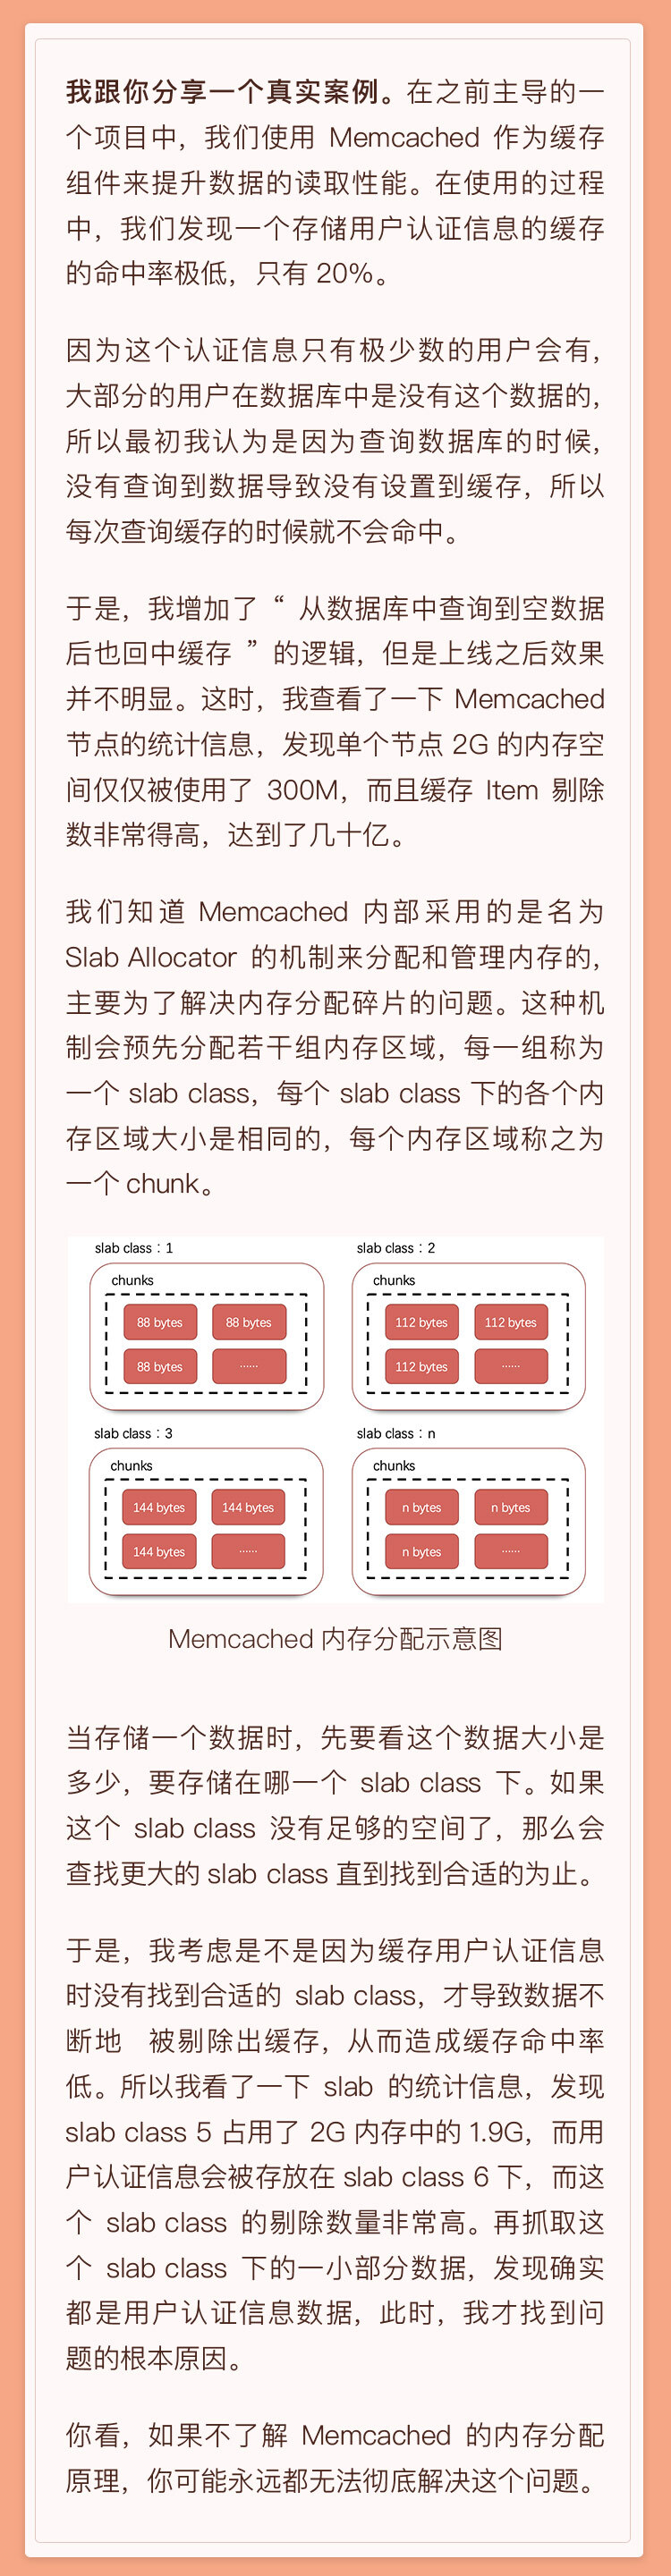 我跟你分享一个真实案例。在之前主导的一
个项目中，我们使用 Memcached 作为缓存
组件来提升数据的读取性能。在使用的过程
中，我们发现一个存储用户认证信息的缓存
的命中率极低，只有 20%。
因为这个认证信息只有极少数的用户会有，
大部分的用户在数据库中是没有这个数据的，
所以最初我认为是因为查询数据库的时候，
没有查询到数据导致没有设置到缓存，所以
每次查询缓存的时候就不会命中。
于是，我增加了 “ 从数据库中查询到空数据
后也回中缓存 ” 的逻辑，但是上线之后效果
并不明显。这时，我查看了一下 Memcached
节点的统计信息，发现单个节点 2G 的内存空
间仅仅被使用了 300M，而且缓存 Item 剔除
数非常得高，达到了几十亿。
我们知道 Memcached 内部采用的是名为
Slab Allocator 的机制来分配和管理内存的，
主要为了解决内存分配碎片的问题。这种机
制会预先分配若干组内存区域，每一组称为
一个 slab class，每个 slab class 下的各个内
存区域大小是相同的，每个内存区域称之为
一个 chunk。
slab class：1
chunks
88 bytes 88 bytes
88 bytes ……
slab class：2
chunks
112 bytes 112 bytes
112 bytes ……
slab class：3
chunks
144 bytes 144 bytes
144 bytes ……
slab class：n
chunks
n bytes n bytes
n bytes ……
Memcached 内存分配示意图
当存储一个数据时，先要看这个数据大小是
多少，要存储在哪一个 slab class 下。如果
这个 slab class 没有足够的空间了，那么会
查找更大的 slab class 直到找到合适的为止。
于是，我考虑是不是因为缓存用户认证信息
时没有找到合适的 slab class，才导致数据不
断地 被剔除出缓存，从而造成缓存命中率
低。所以我看了一下 slab 的统计信息，发现
slab class 5 占用了 2G 内存中的 1.9G，而用
户认证信息会被存放在 slab class 6 下，而这
个 slab class 的剔除数量非常高。再抓取这
个 slab class 下的一小部分数据，发现确实
都是用户认证信息数据，此时，我才找到问
题的根本原因。
你看，如果不了解 Memcached 的内存分配
原理，你可能永远都无法彻底解决这个问题。